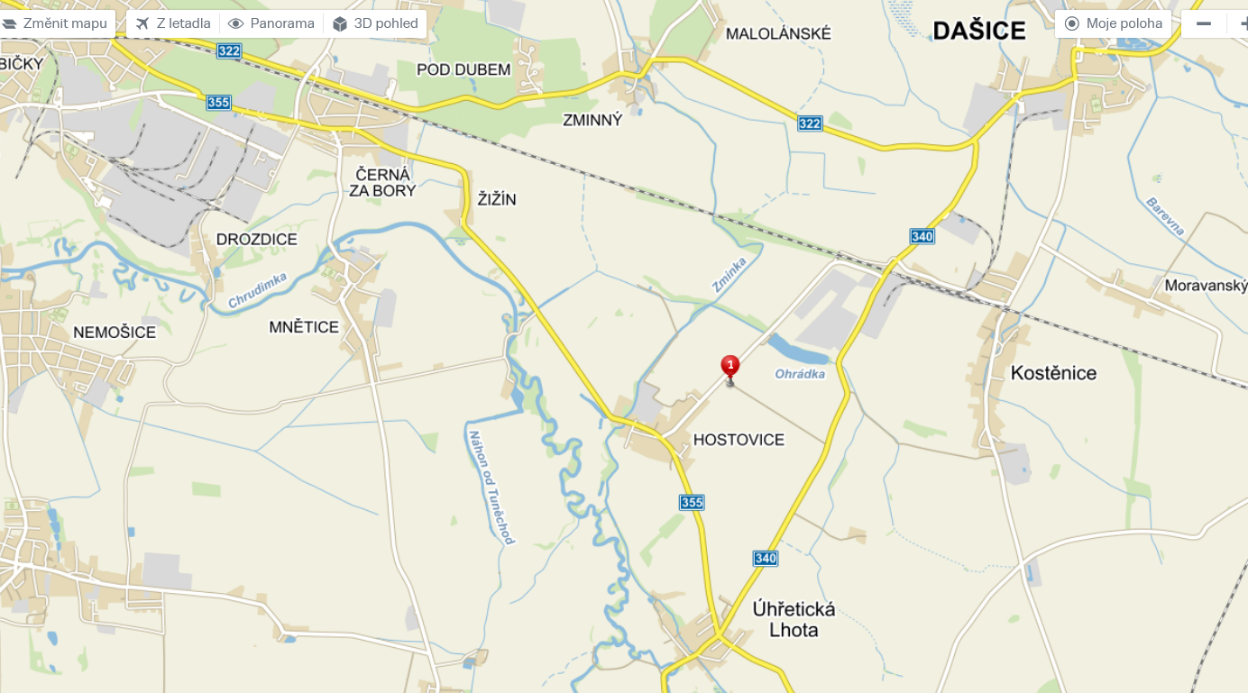 Změnit mapu
Z letadla
Panorama
3D pohled
Moje poloha
DAŠICE
MALOLÁNSKÉ
322
BIČKY
POD DUBEM
355
ZMINNÝ
322
ČERNÁ
ZA BORY
ŽIŽÍN
Barevna
DROZDICE
340
Chrudimka
Zminka
Moravanský
MNĚTICE
NEMOŠICE
1
Ohrádka
Kostěnice
HOSTOVICE
Náhon od Tuněchod
355
340
Úhřetická
Lhota